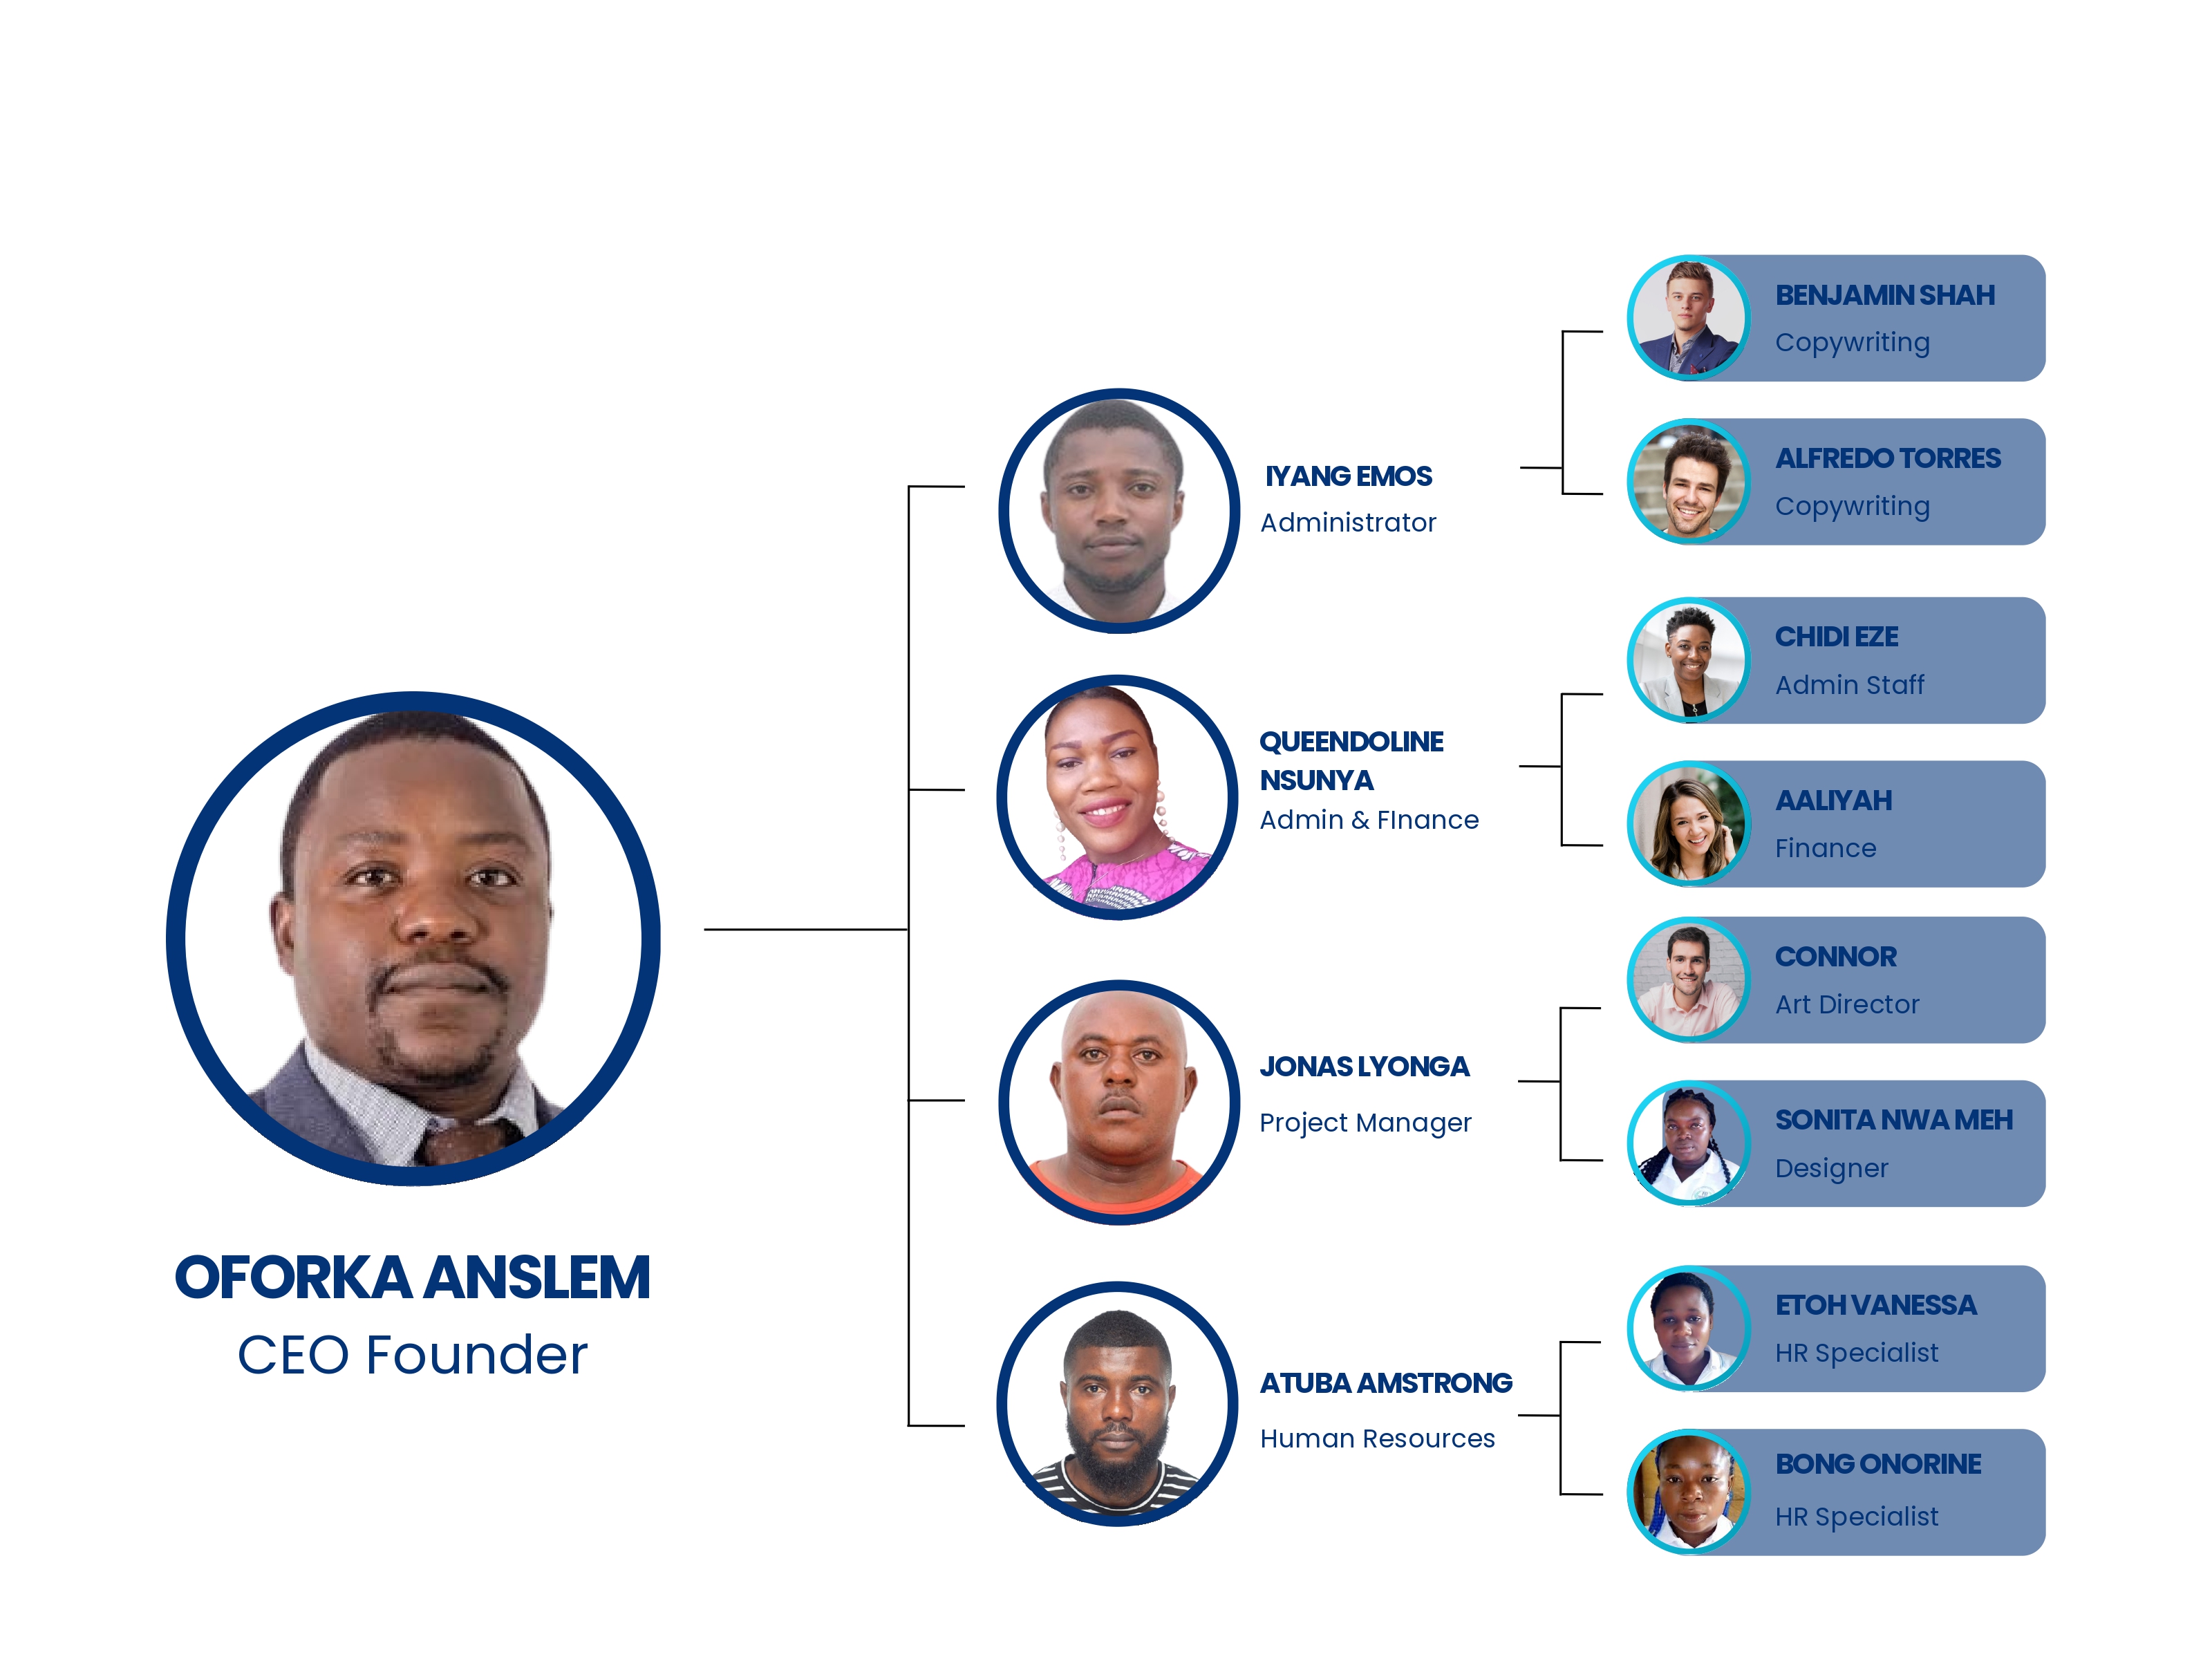 OFORKA ANSLEM
CEO Founder
IYANG EMOS
Administrator
BENJAMIN SHAH
Copywriting
ALFREDO TORRES
Copywriting
QUEENDOLINE
NSUNYA
Admin & FInance
CHIDI EZE
Admin Staff
AALIYAH
Finance
JONAS LYONGA
Project Manager
CONNOR
Art Director
SONITA NWA MEH
Designer
ATUBA AMSTRONG
Human Resources
ETOH VANESSA
HR Specialist
BONG ONORINE
HR Specialist